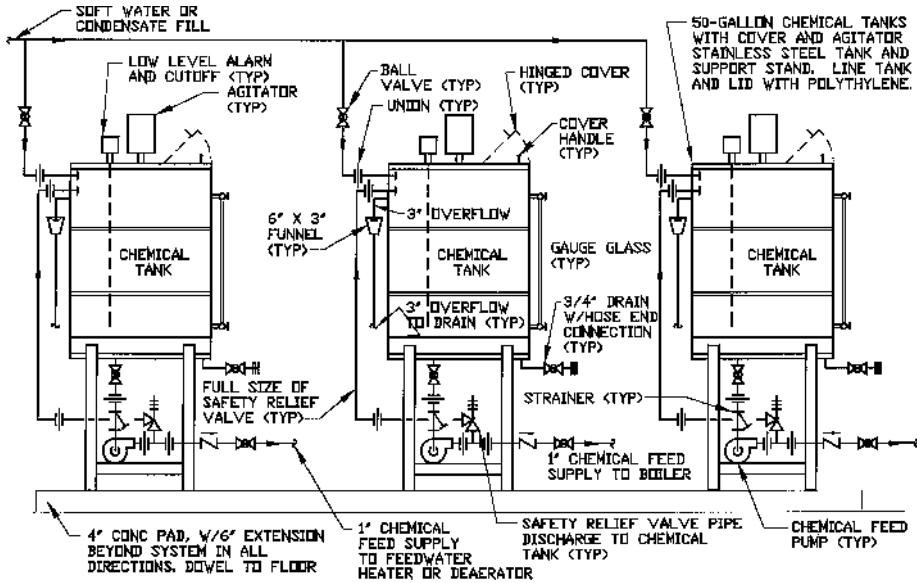 SOFT WATER OR
CONDENSATE FILL
LOW LEVEL ALARM
AND CUTOFF (TYP)
AGITATOR
(TYP)
BALL
VALVE (TYP)
UNION (TYP)
HINGED COVER
(TYP)
COVER
HANDLE
(TYP)
50-GALLON CHEMICAL TANKS
WITH COVER AND AGITATOR
STAINLESS STEEL TANK AND
SUPPORT STAND. LINE TANK
AND LID WITH POLYTHYLENE.
6" X 3"
FUNNEL
(TYP)
3" OVERFLOW
CHEMICAL
TANK
CHEMICAL
TANK
CHEMICAL
TANK
GAUGE GLASS
(TYP)
3" OVERFLOW
TO DRAIN (TYP)
3/4" DRAIN
W/HOSE END
CONNECTION
(TYP)
FULL SIZE OF
SAFETY RELIEF
VALVE (TYP)
STRAINER (TYP)
1" CHEMICAL FEED
SUPPLY TO BOILER
4" CONC PAD, W/6" EXTENSION
BEYOND SYSTEM IN ALL
DIRECTIONS. DOWEL TO FLOOR
1" CHEMICAL
FEED SUPPLY
TO FEEDWATER
HEATER OR DEAERATOR
SAFETY RELIEF VALVE PIPE
DISCHARGE TO CHEMICAL
TANK (TYP)
CHEMICAL FEED
PUMP (TYP)